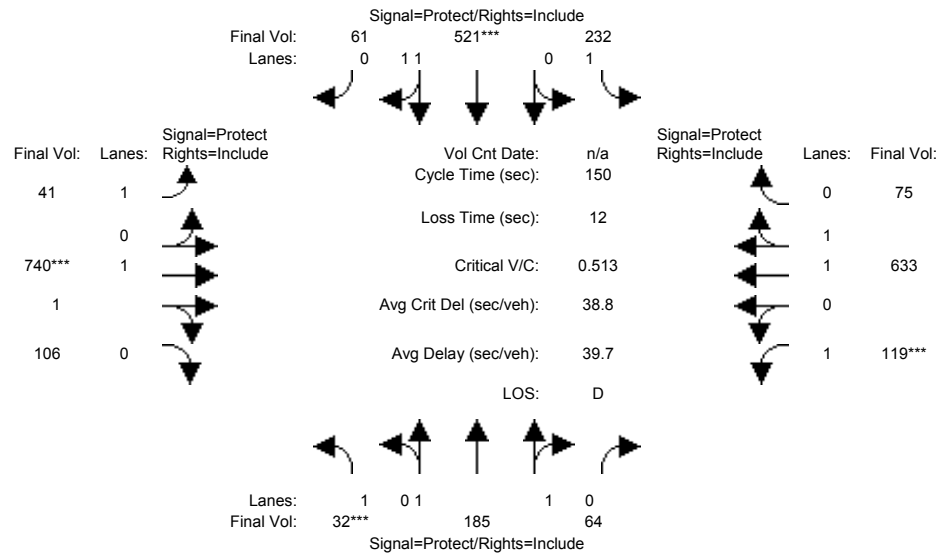 Signal=Protect/Rights=Include
Final Vol: 61 521*** 232
Lanes: 0 1 1 0 1
Signal=Protect
Final Vol: Lanes: Rights=Include
Vol Cnt Date: n/a
Signal=Protect
Rights=Include Lanes: Final Vol:
Cycle Time (sec): 150
41 1
0 75
Loss Time (sec): 12
0
1
740*** 1
Critical V/C: 0.513
1 633
1
Avg Crit Del (sec/veh): 38.8
0
106 0
Avg Delay (sec/veh): 39.7
1 119***
LOS: D
Lanes: 1 0 1 1 0
Final Vol: 32*** 185 64
Signal=Protect/Rights=Include